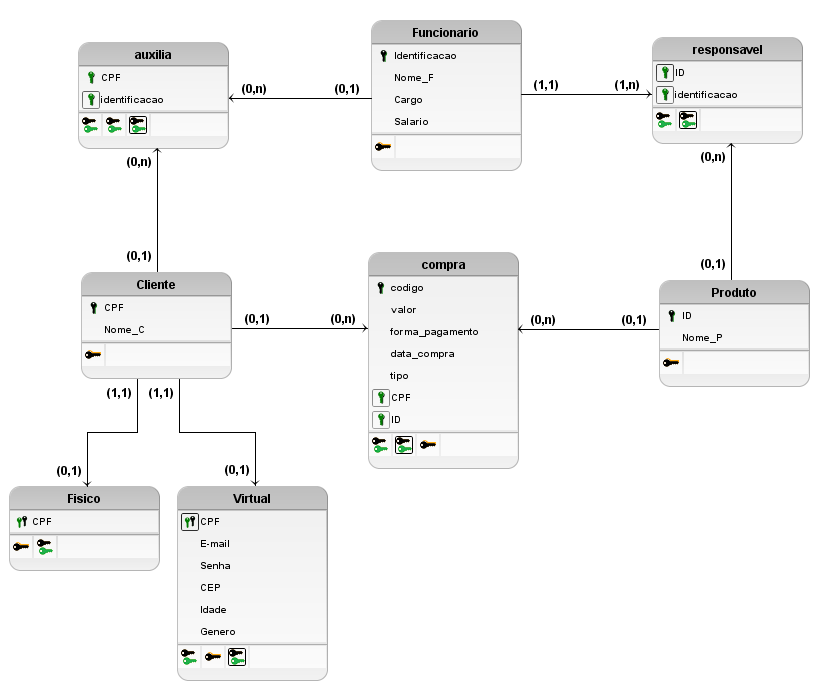 auxilia
CPF
identificacao
Funcionario
Identificacao
Nome_F
Cargo
Salario
responsavel
ID
identificacao
(0,n)
(0,1)
(1,1)
(1,n)
(0,n)
(0,1)
(0,n)
(0,1)
Cliente
CPF
Nome_C
(0,1)
(0,n)
compra
codigo
valor
forma_pagamento
data_compra
tipo
CPF
ID
(0,n)
(0,1)
Produto
ID
Nome_P
(1,1)
(1,1)
(0,1)
(0,1)
Fisico
CPF
Virtual
CPF
E-mail
Senha
CEP
Idade
Genero